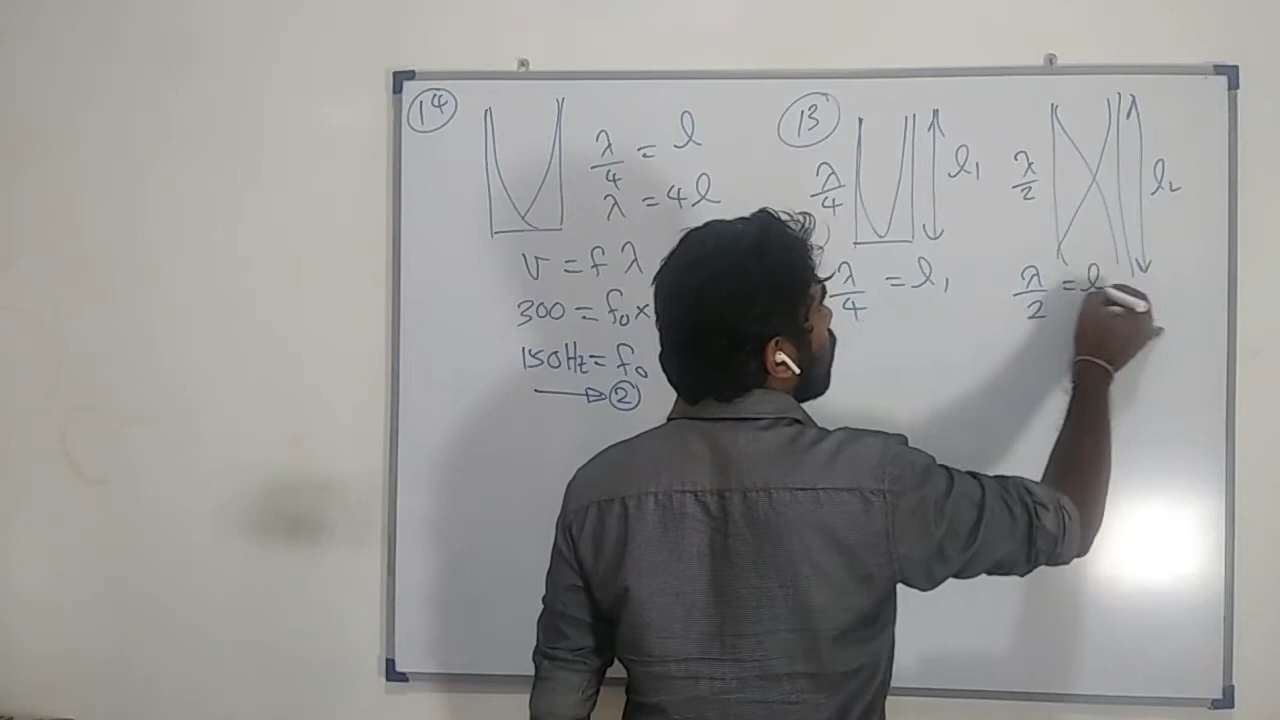 14
λ/4 = l
λ = 4l
v = f λ
300 = f₀ ×
150Hz = f₀
→ 2
13
λ/4
l₁
λ/4 = l₁
λ/2
l₂
λ/2 = l